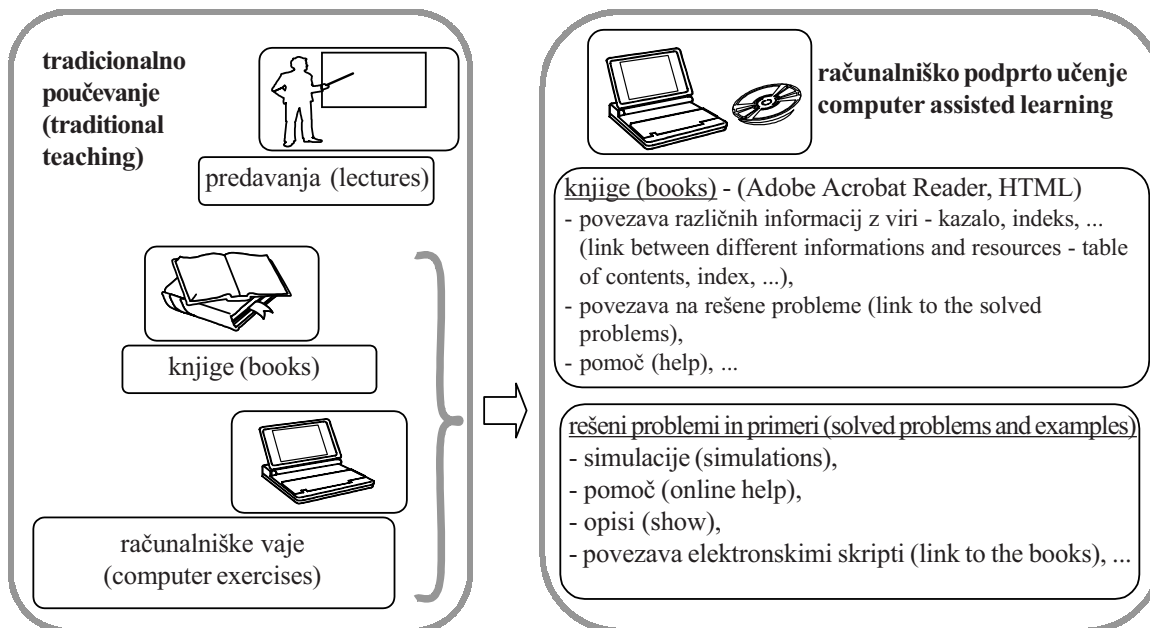 tradicionalno
poučevanje
(traditional
teaching)
predavanja (lectures)
knjige (books)
računalniške vaje
(computer exercises)
računalniško podprto učenje
computer assisted learning
knjige (books) - (Adobe Acrobat Reader, HTML)
- povezava različnih informacij z viri - kazalo, indeks, ...
(link between different informations and resources - table
of contents, index, ...),
- povezava na rešene probleme (link to the solved
problems),
- pomoč (help), ...
rešeni problemi in primeri (solved problems and examples)
- simulacije (simulations),
- pomoč (online help),
- opisi (show),
- povezava elektronskimi skripti (link to the books), ...